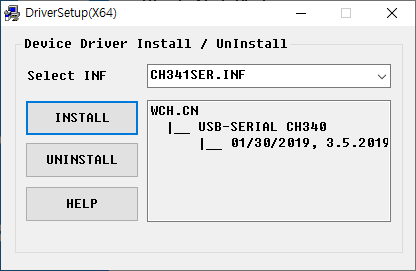 DriverSetup(X64)
Device Driver Install / UnInstall
Select INF
CH341SER.INF
INSTALL
UNINSTALL
HELP
WCH.CN
|__ USB-SERIAL CH340
|__ 01/30/2019, 3.5.2019